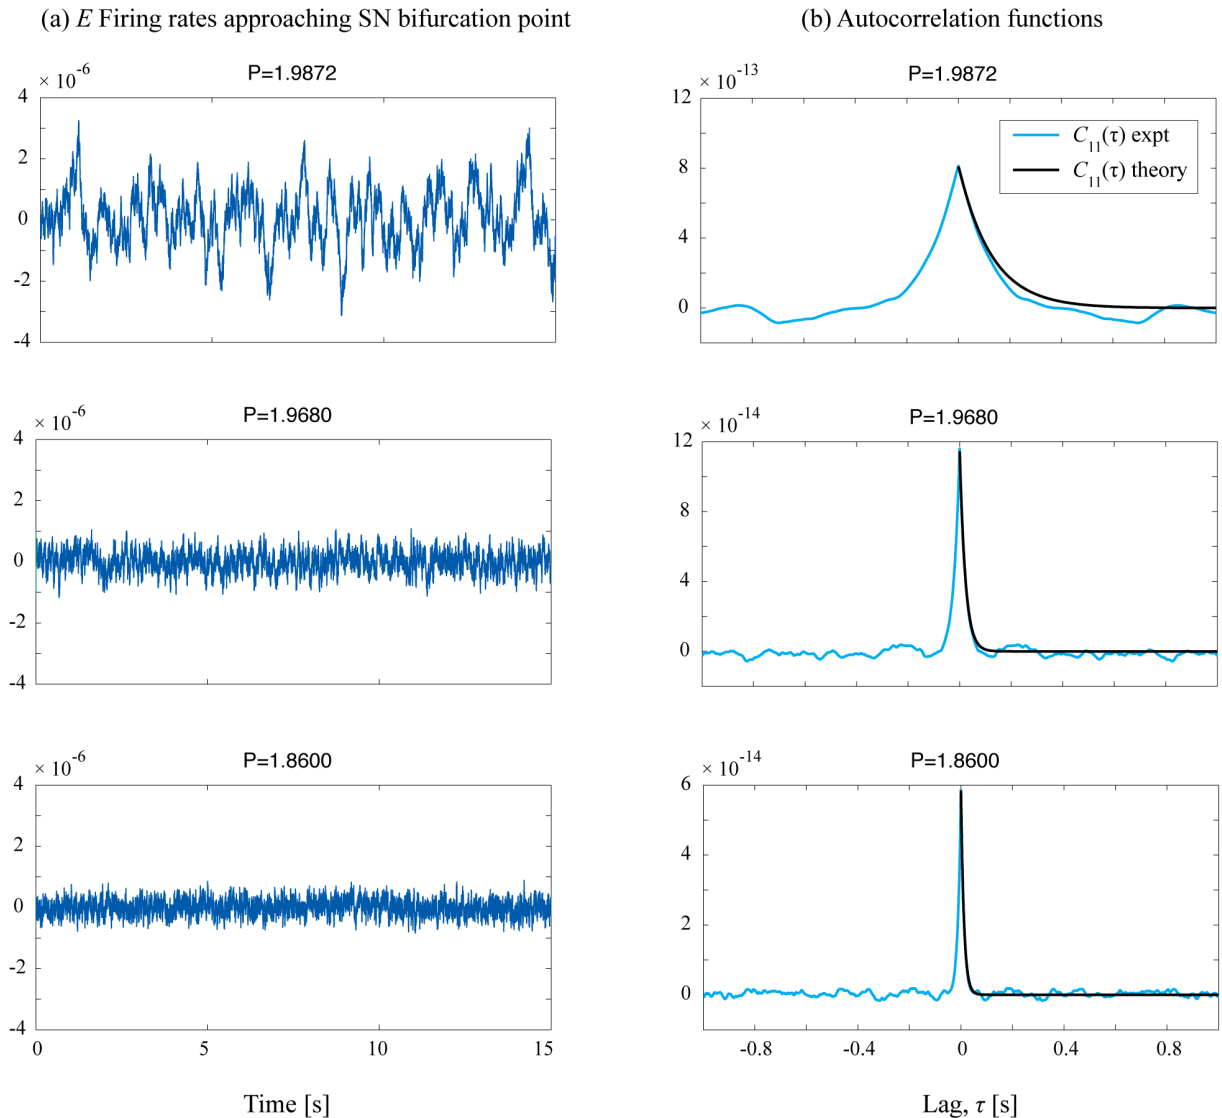 (a) E Firing rates approaching SN bifurcation point
(b) Autocorrelation functions
× 10-6
P=1.9872
4
2
0
-2
-4
× 10-13
P=1.9872
12
8
4
0
C11(τ) expt
C11(τ) theory
× 10-6
P=1.9680
4
2
0
-2
-4
× 10-14
P=1.9680
12
8
4
0
× 10-6
P=1.8600
4
2
0
-2
-4
0 5 10 15
Time [s]
× 10-14
P=1.8600
6
4
2
0
-0.8 -0.4 0 0.4 0.8
Lag, τ [s]